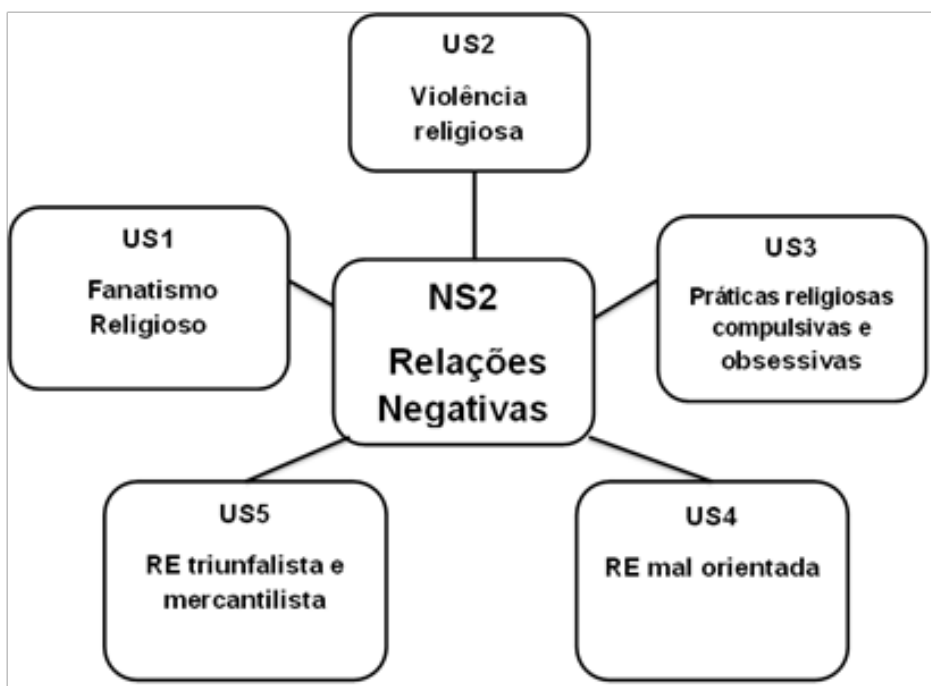 US2
Violência
religiosa
US1
Fanatismo
Religioso
NS2
Relações
Negativas
US3
Práticas religiosas
compulsivas e
obsessivas
US5
RE triunfalista e
mercantilista
US4
RE mal orientada